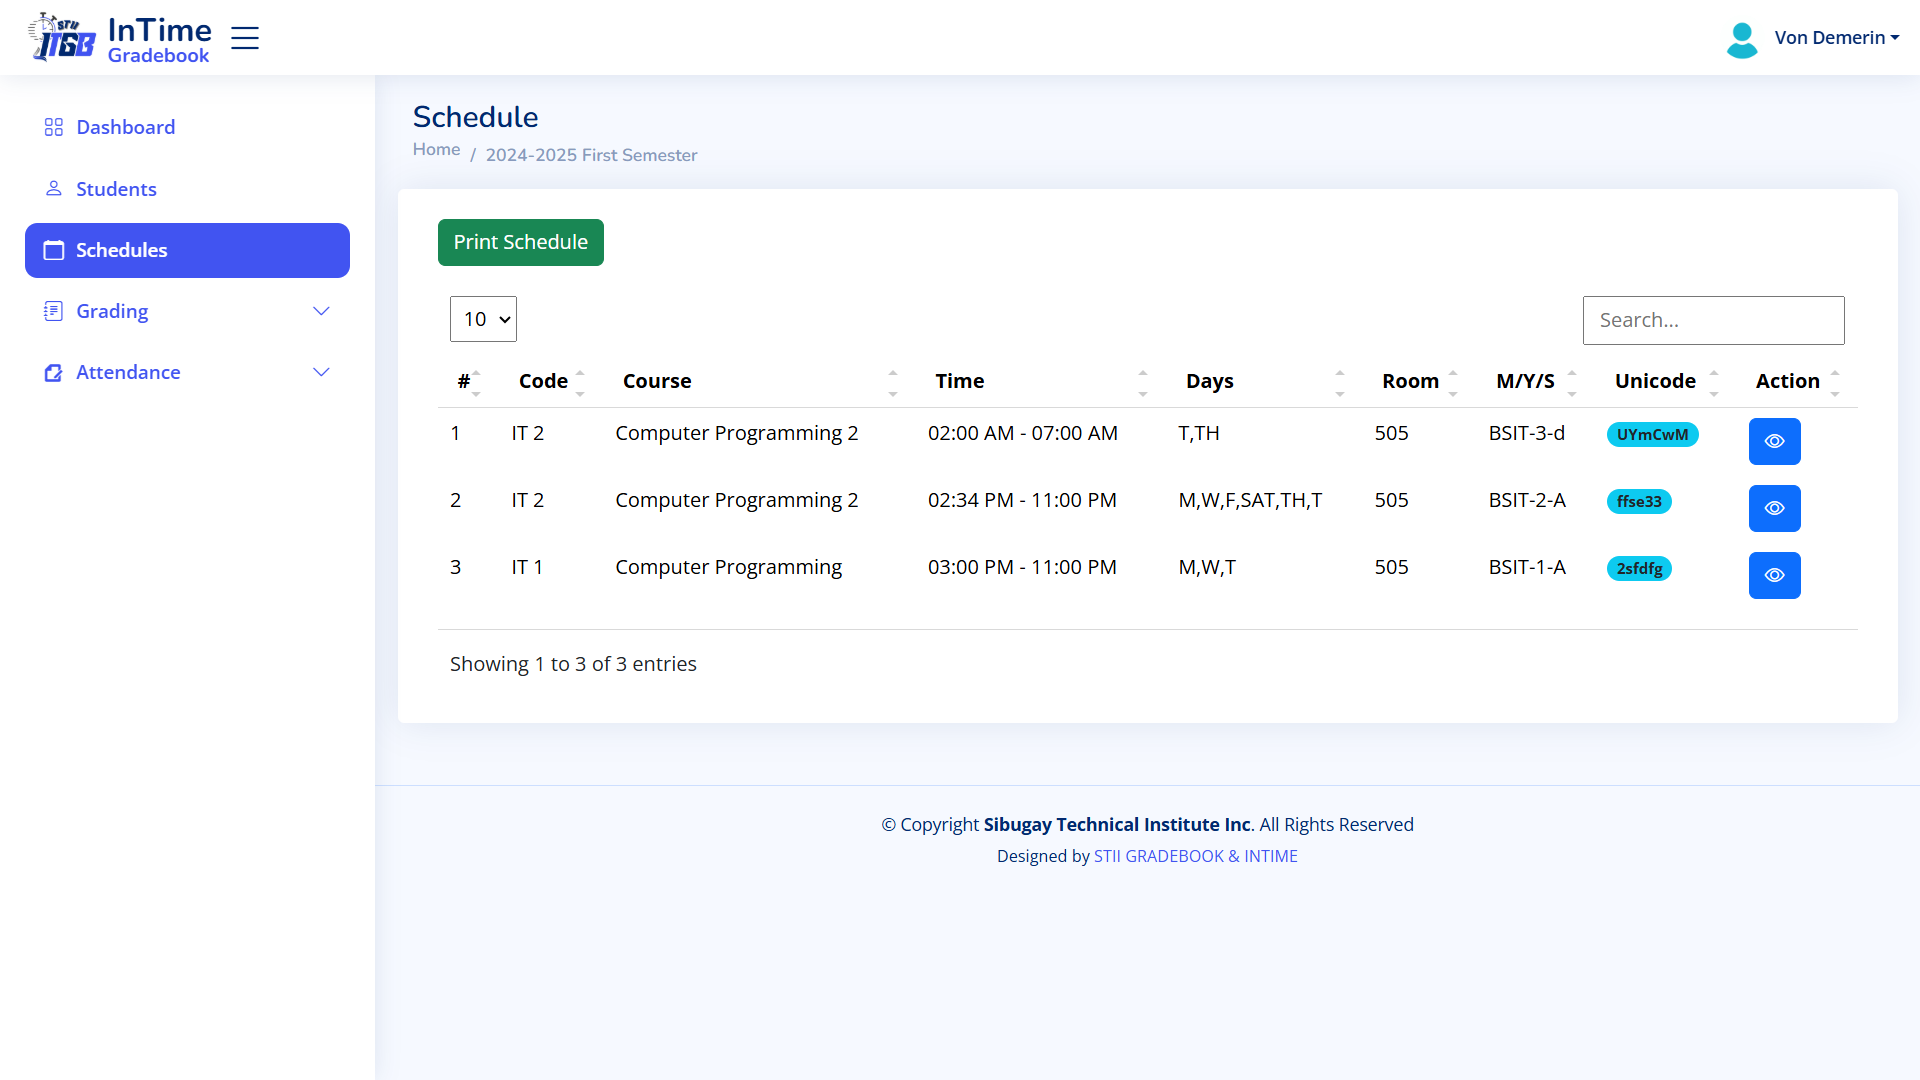 STII
ITGB
InTime
Gradebook
Von Demerin
Dashboard
Students
Schedules
Grading
Attendance
Schedule
Home / 2024-2025 First Semester
Print Schedule
10
Search...
# Code Course Time Days Room M/Y/S Unicode Action
1 IT 2 Computer Programming 2 02:00 AM - 07:00 AM T,TH 505 BSIT-3-d UYmCwM
2 IT 2 Computer Programming 2 02:34 PM - 11:00 PM M,W,F,SAT,TH,T 505 BSIT-2-A ffse33
3 IT 1 Computer Programming 03:00 PM - 11:00 PM M,W,T 505 BSIT-1-A 2sfdfg
Showing 1 to 3 of 3 entries
© Copyright Sibugay Technical Institute Inc. All Rights Reserved
Designed by STII GRADEBOOK & INTIME